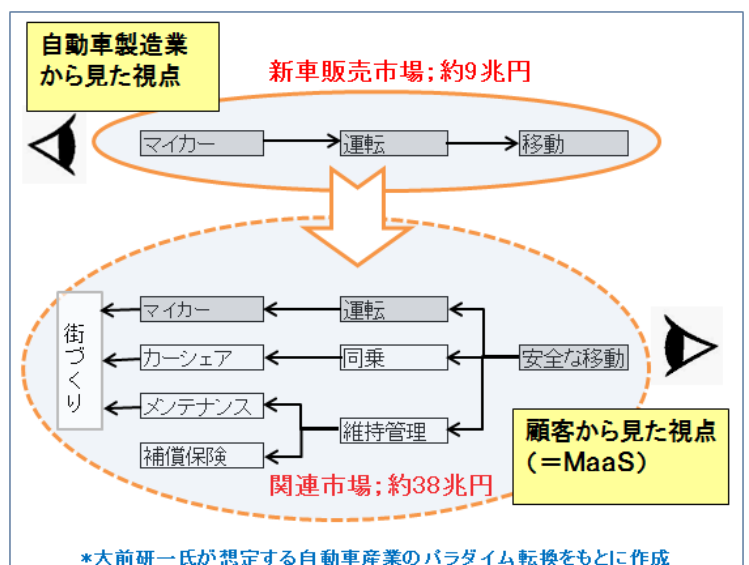 自動車製造業
から見た視点
新車販売市場;約9兆円
マイカー
運転
移動
街づくり
マイカー
運転
カーシェア
同乗
安全な移動
メンテナンス
維持管理
補償保険
顧客から見た視点
(=MaaS)
関連市場;約38兆円
*大前研一氏が想定する自動車産業のパラダイム転換をもとに作成